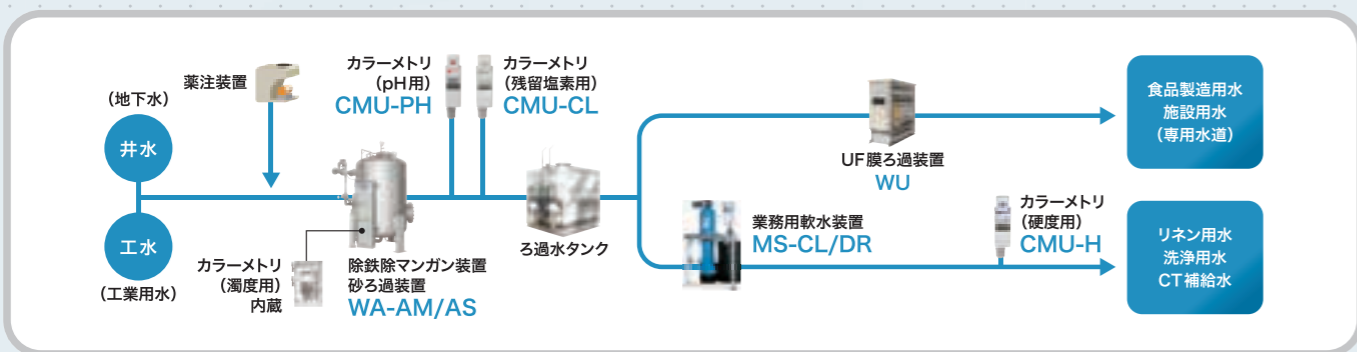 (地下水)
井水
工水
(工業用水)
薬注装置
カラーメトリ
(濁度用)
内蔵
除鉄除マンガン装置
砂ろ過装置
WA-AM/AS
カラーメトリ
(pH用)
CMU-PH
カラーメトリ
(残留塩素用)
CMU-CL
ろ過水タンク
UF膜ろ過装置
WU
食品製造用水
施設用水
(専用水道)
業務用軟水装置
MS-CL/DR
カラーメトリ
(硬度用)
CMU-H
リネン用水
洗浄用水
CT補給水